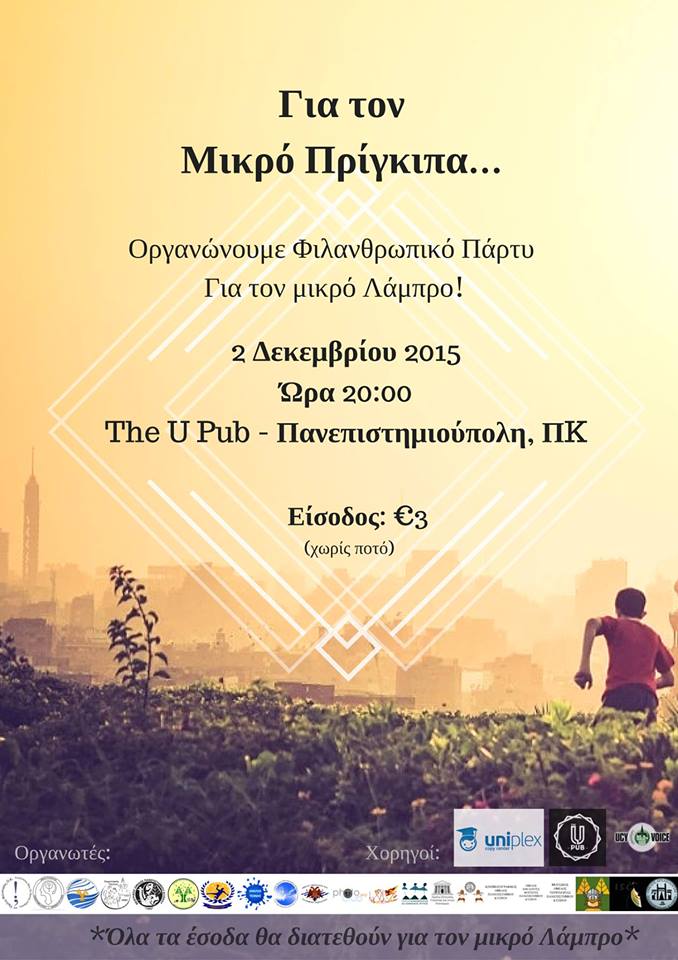 Για τον
Μικρό Πρίγκιπα...
Οργανώνουμε Φιλανθρωπικό Πάρτυ
Για τον μικρό Λάμπρο!
2 Δεκεμβρίου 2015
Ώρα 20:00
The U Pub - Πανεπιστημιούπολη, ΠΚ
Είσοδος: €3
(χωρίς ποτό)
Οργανωτές:
Χορηγοί:
uniplex
copy center
U
PUB
UCY VOICE
*Όλα τα έσοδα θα διατεθούν για τον μικρό Λάμπρο*